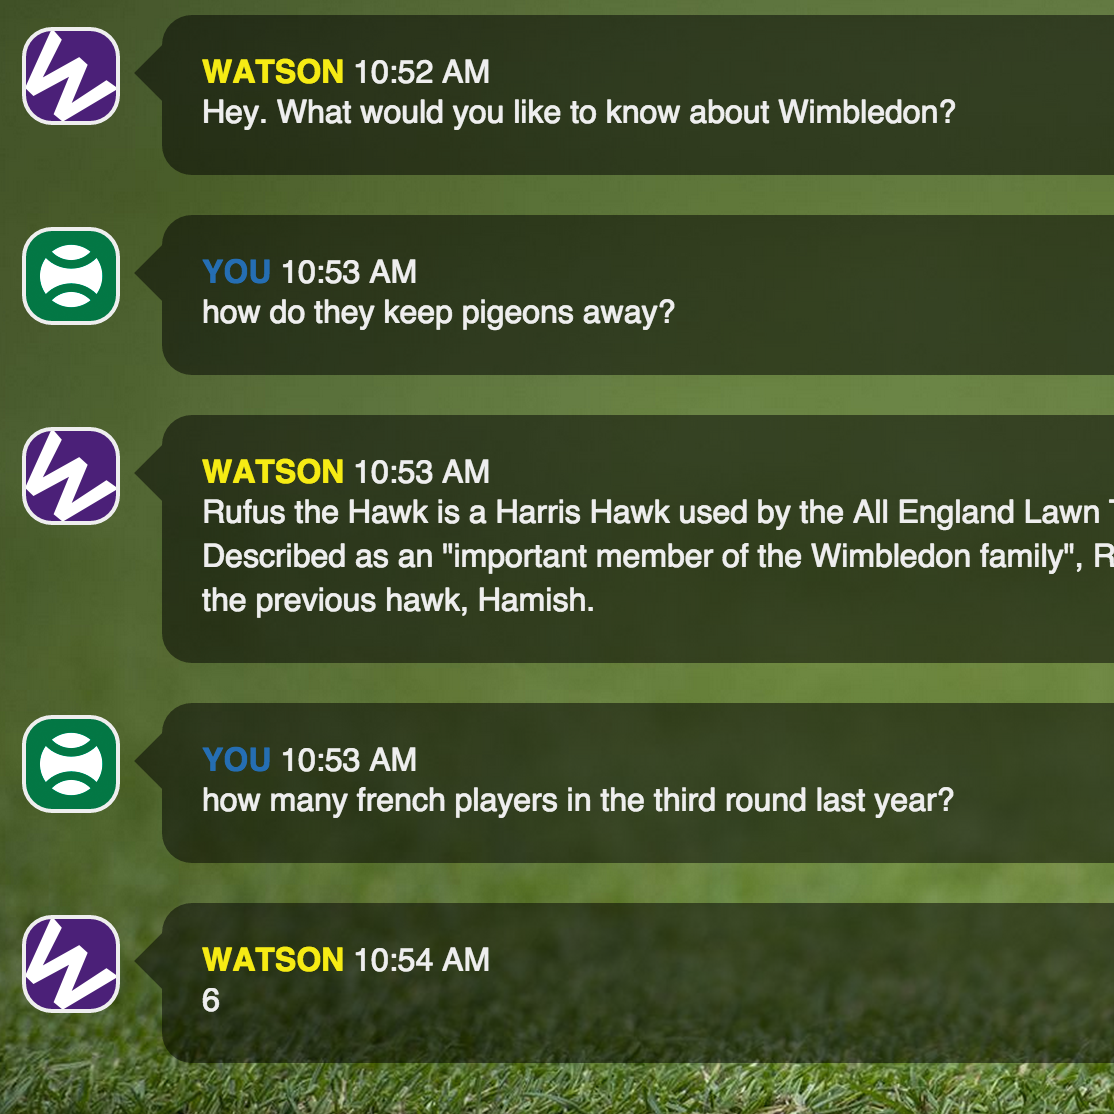 WATSON 10:52 AM
Hey. What would you like to know about Wimbledon?
YOU 10:53 AM
how do they keep pigeons away?
WATSON 10:53 AM
Rufus the Hawk is a Harris Hawk used by the All England Lawn
Described as an "important member of the Wimbledon family",
the previous hawk, Hamish.
YOU 10:53 AM
how many french players in the third round last year?
WATSON 10:54 AM
6